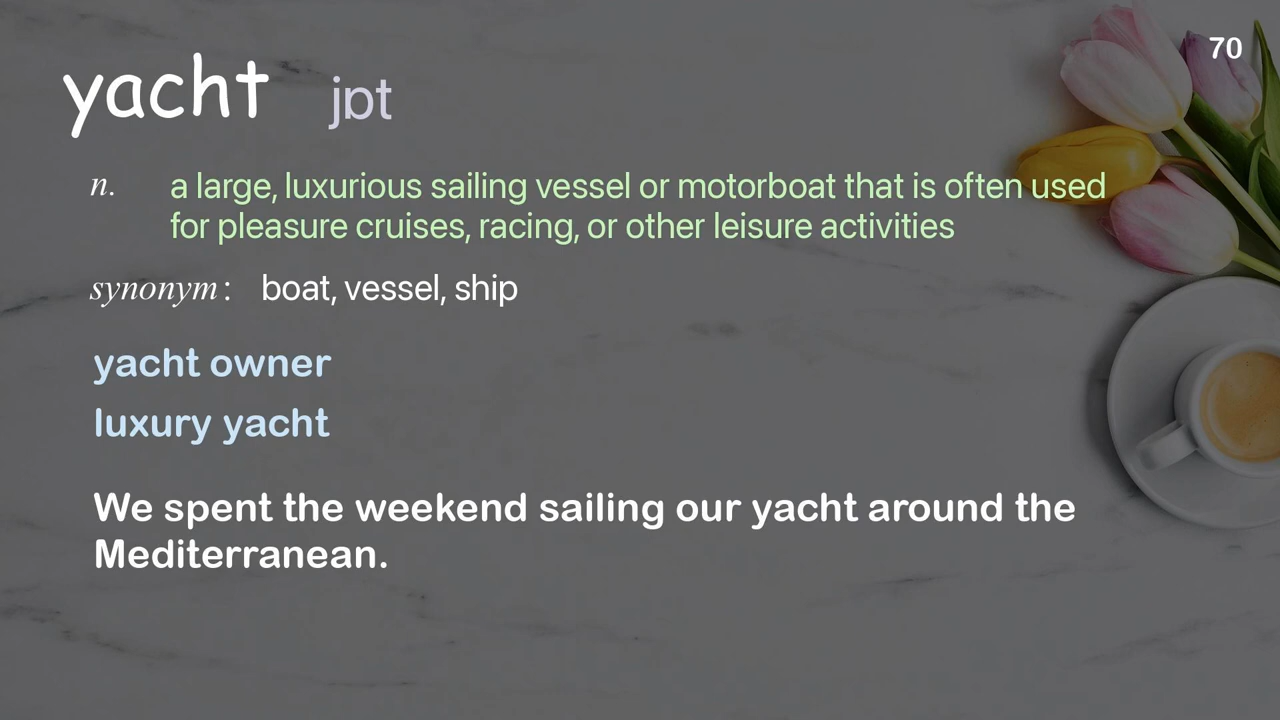 70
yacht jɒt
n. a large, luxurious sailing vessel or motorboat that is often used
for pleasure cruises, racing, or other leisure activities
synonym : boat, vessel, ship
yacht owner
luxury yacht
We spent the weekend sailing our yacht around the
Mediterranean.